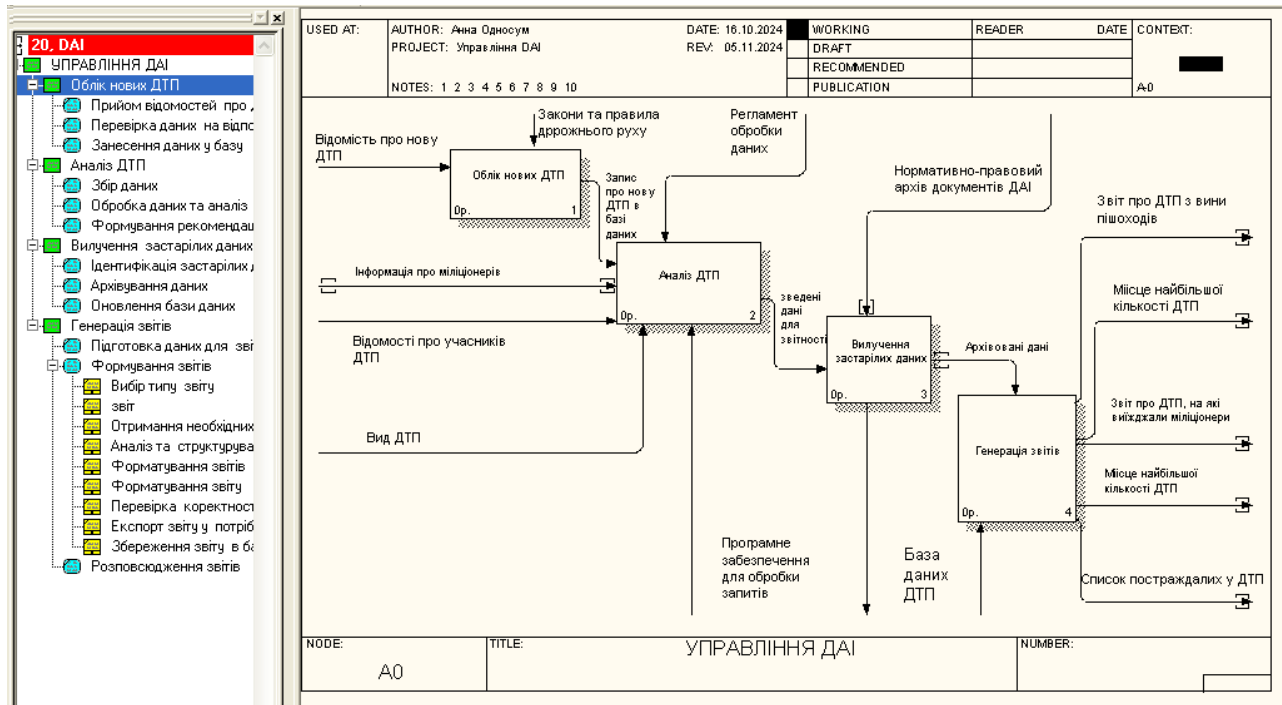 20, DAI
УПРАВЛІННЯ ДАІ
Облік нових ДТП
Прийом відомостей про
Перевірка даних на відпо
Занесення даних у базу
Аналіз ДТП
Збір даних
Обробка даних та аналіз
Формування рекомендац
Вилучення застарілих даних
Ідентифікація застарілих
Архівування даних
Оновлення бази даних
Генерація звітів
Підготовка даних для зві
Формування звітів
Вибір типу звіту
звіт
Отримання необхідних
Аналіз та структурува
Форматування звітів
Форматування звіту
Перевірка коректност
Експорт звіту у потріб
Збереження звіту в ба
Розповсюдження звітів
USED AT:
AUTHOR: Анна Односум
DATE: 16.10.2024
PROJECT: Управління DAI
REV: 05.11.2024
NOTES: 1 2 3 4 5 6 7 8 9 10
WORKING
DRAFT
RECOMMENDED
PUBLICATION
READER
DATE
CONTEXT:
A-0
Закони та правила
дроржнього руху
Відомість про нову
ДТП
Облік нових ДТП
0р.
1
Запис
про нову
ДТП в
базі
даних
Регламент
обробки
даних
Нормативно-правовий
архів документів ДАІ
Інформація про міліціонерів
Аналіз ДТП
0р.
2
Відомості про учасників
ДТП
Вид ДТП
зведені
дані
для
звітності
Вилучення
застарілих даних
0р.
3
Архівовані дані
Генерація звітів
0р.
4
Звіт про ДТП з вини
пішоходів
Міісце найбільшої
кількості ДТП
Звіт про ДТП, на які
виїжджали міліціонери
Місце найбільшої
кількості ДТП
Список постраждалих у ДТП
Програмне
забезпечення
для обробки
запитів
База
даних
ДТП
NODE:
A0
TITLE:
УПРАВЛІННЯ ДАІ
NUMBER: